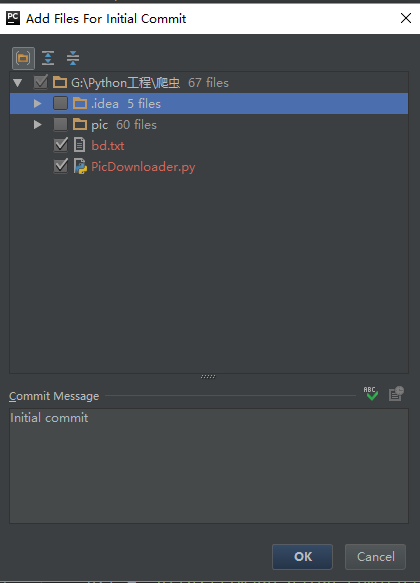 PC Add Files For Initial Commit
G:\Python工程\爬虫 67 files
.idea 5 files
pic 60 files
bd.txt
PicDownloader.py
Commit Message ABC
Initial commit
OK Cancel